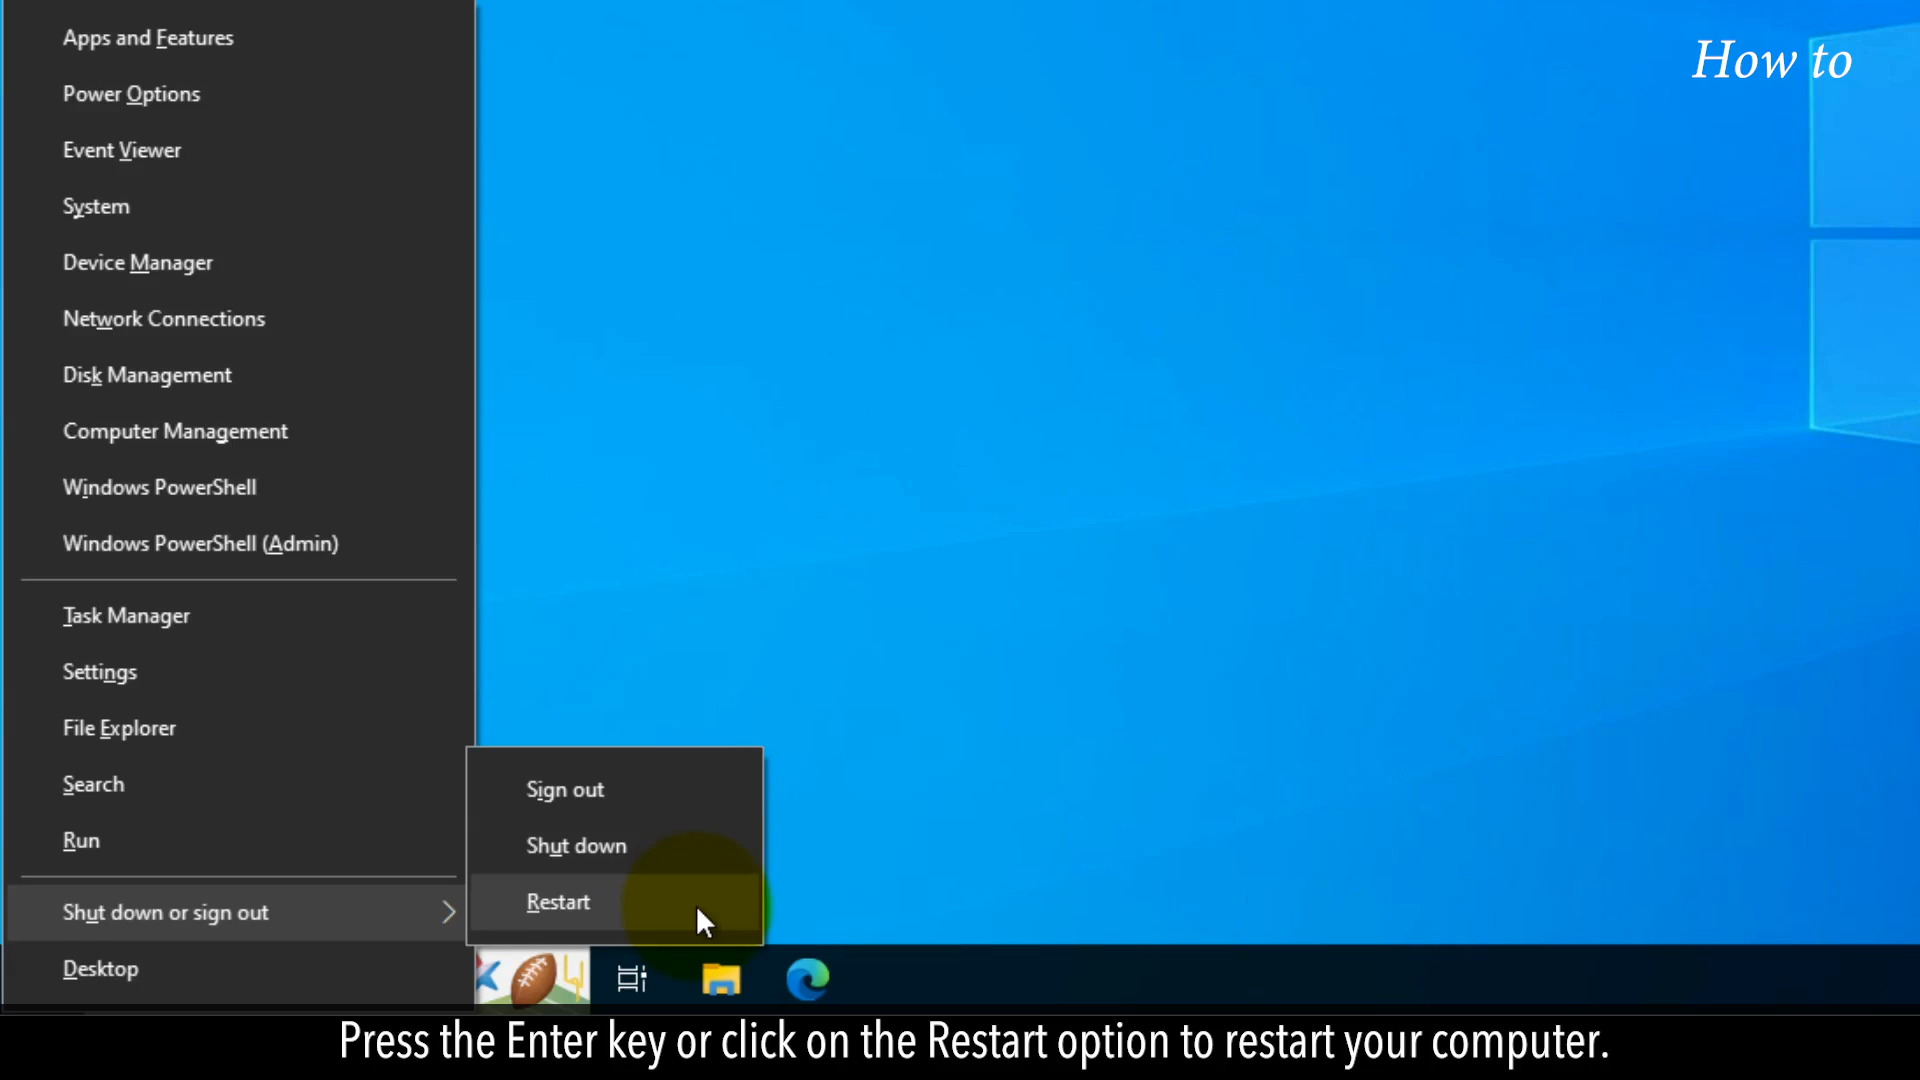 Apps and Features
How to
Power Options
Event Viewer
System
Device Manager
Network Connections
Disk Management
Computer Management
Windows PowerShell
Windows PowerShell (Admin)
Task Manager
Settings
File Explorer
Search
Run
Shut down or sign out
Desktop
Sign out
Shut down
Restart
Press the Enter key or click on the Restart option to restart your computer.